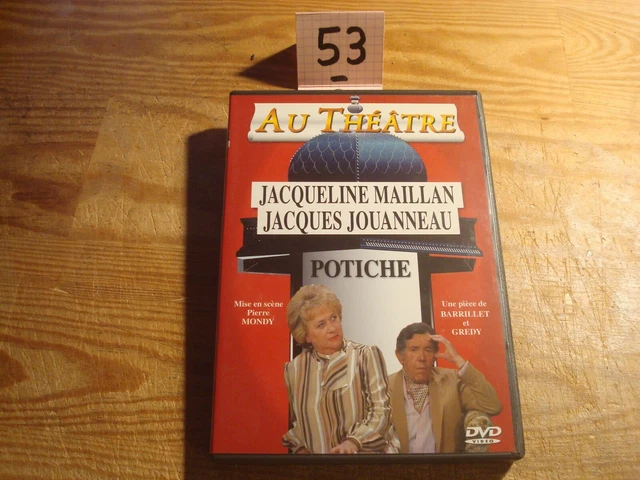 53
AU THÉÂTRE
JACQUELINE MAILLAN
JACQUES JOUANNEAU
POTICHE
Mise en scène
Pierre
MONDY
Une pièce de
BARRILLET
et
GREDY
DVD
VIDEO